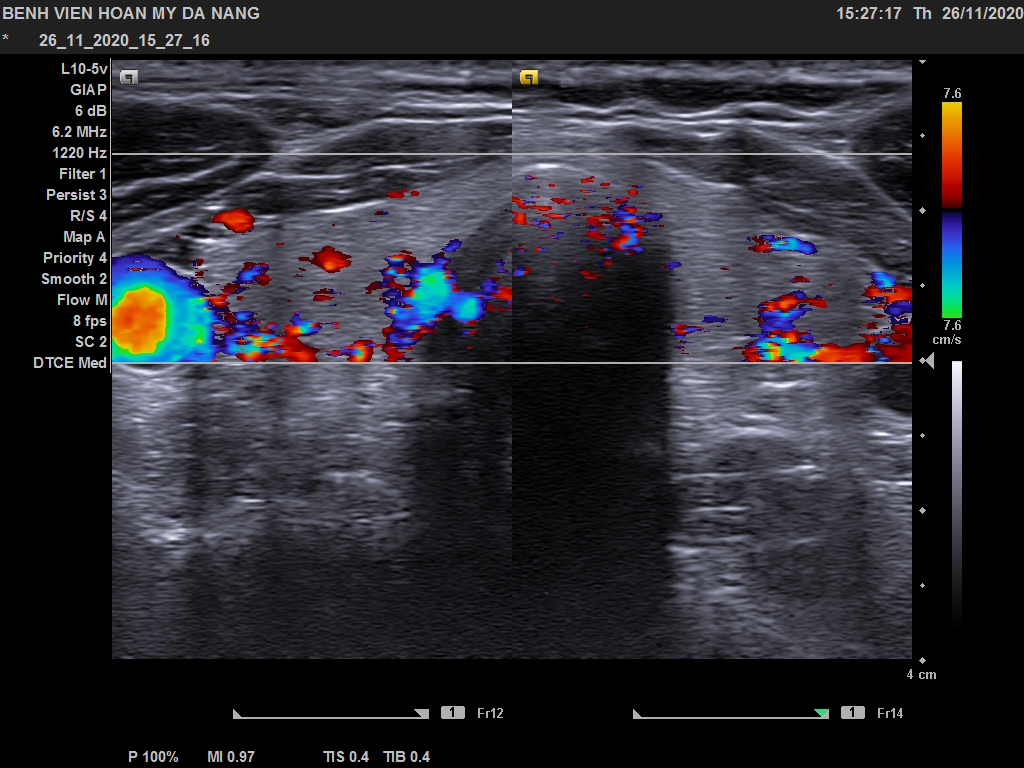 BENH VIEN HOAN MY DA NANG 15:27:17 Th 26/11/2020
* 26_11_2020_15_27_16
L10-5v
GIAP
6 dB
6.2 MHz
1220 Hz
Filter 1
Persist 3
R/S 4
Map A
Priority 4
Smooth 2
Flow M
8 fps
SC 2
DTCE Med
7.6
7.6
cm/s
4 cm
1 Fr12 1 Fr14
P 100% MI 0.97 TIS 0.4 TIB 0.4